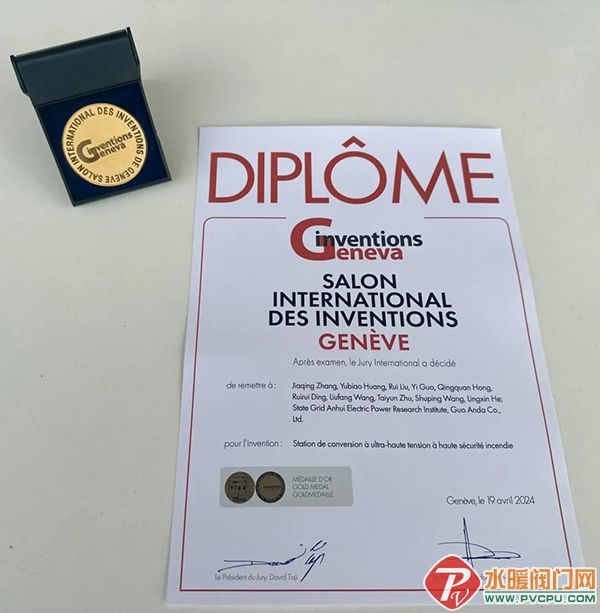 SALON INTERNATIONAL DES INVENTIONS DE GENEVE
inventions
Geneva
DIPLÔME
inventions
Geneva
SALON
INTERNATIONAL
DES INVENTIONS
GENÈVE
Après examen, le Jury International a décidé
de remettre à : Jiaqing Zhang, Yubiao Huang, Rui Liu, Yi Guo, Qingquan Hong,
Ruirui Ding, Liufang Wang, Taiyun Zhu, Shuping Wang, Lingxin He;
State Grid Anhui Electric Power Research Institute, Guo Anda Co.,
Ltd.
pour l'invention : Station de conversion à ultra-haute tension à haute sécurité incendie
MÉDAILLE D'OR
GOLD MEDAL
GOLDMEDAILLE
Genève, le 19 avril 2024
Le Président du Jury: David Taji
水暖阀门网
WWW.PVCPU.COM